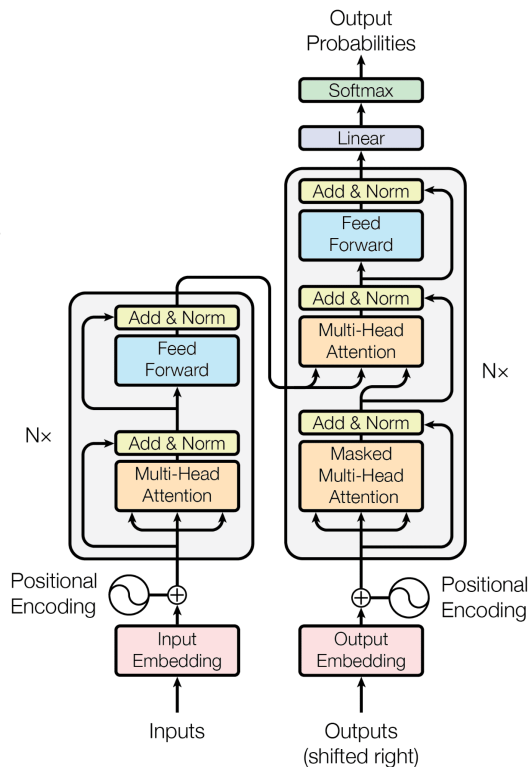 Output
Probabilities
Softmax
Linear
Add & Norm
Feed
Forward
Add & Norm
Multi-Head
Attention
Nx
Add & Norm
Masked
Multi-Head
Attention
Positional
Encoding
Output
Embedding
Outputs
(shifted right)
Add & Norm
Feed
Forward
Nx
Add & Norm
Multi-Head
Attention
Positional
Encoding
Input
Embedding
Inputs